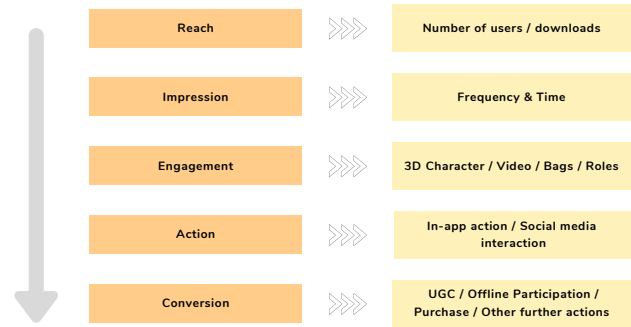 Reach
Number of users / downloads
Impression
Frequency & Time
Engagement
3D Character / Video / Bags / Roles
Action
In-app action / Social media
interaction
Conversion
UGC / Offline Participation /
Purchase / Other further actions